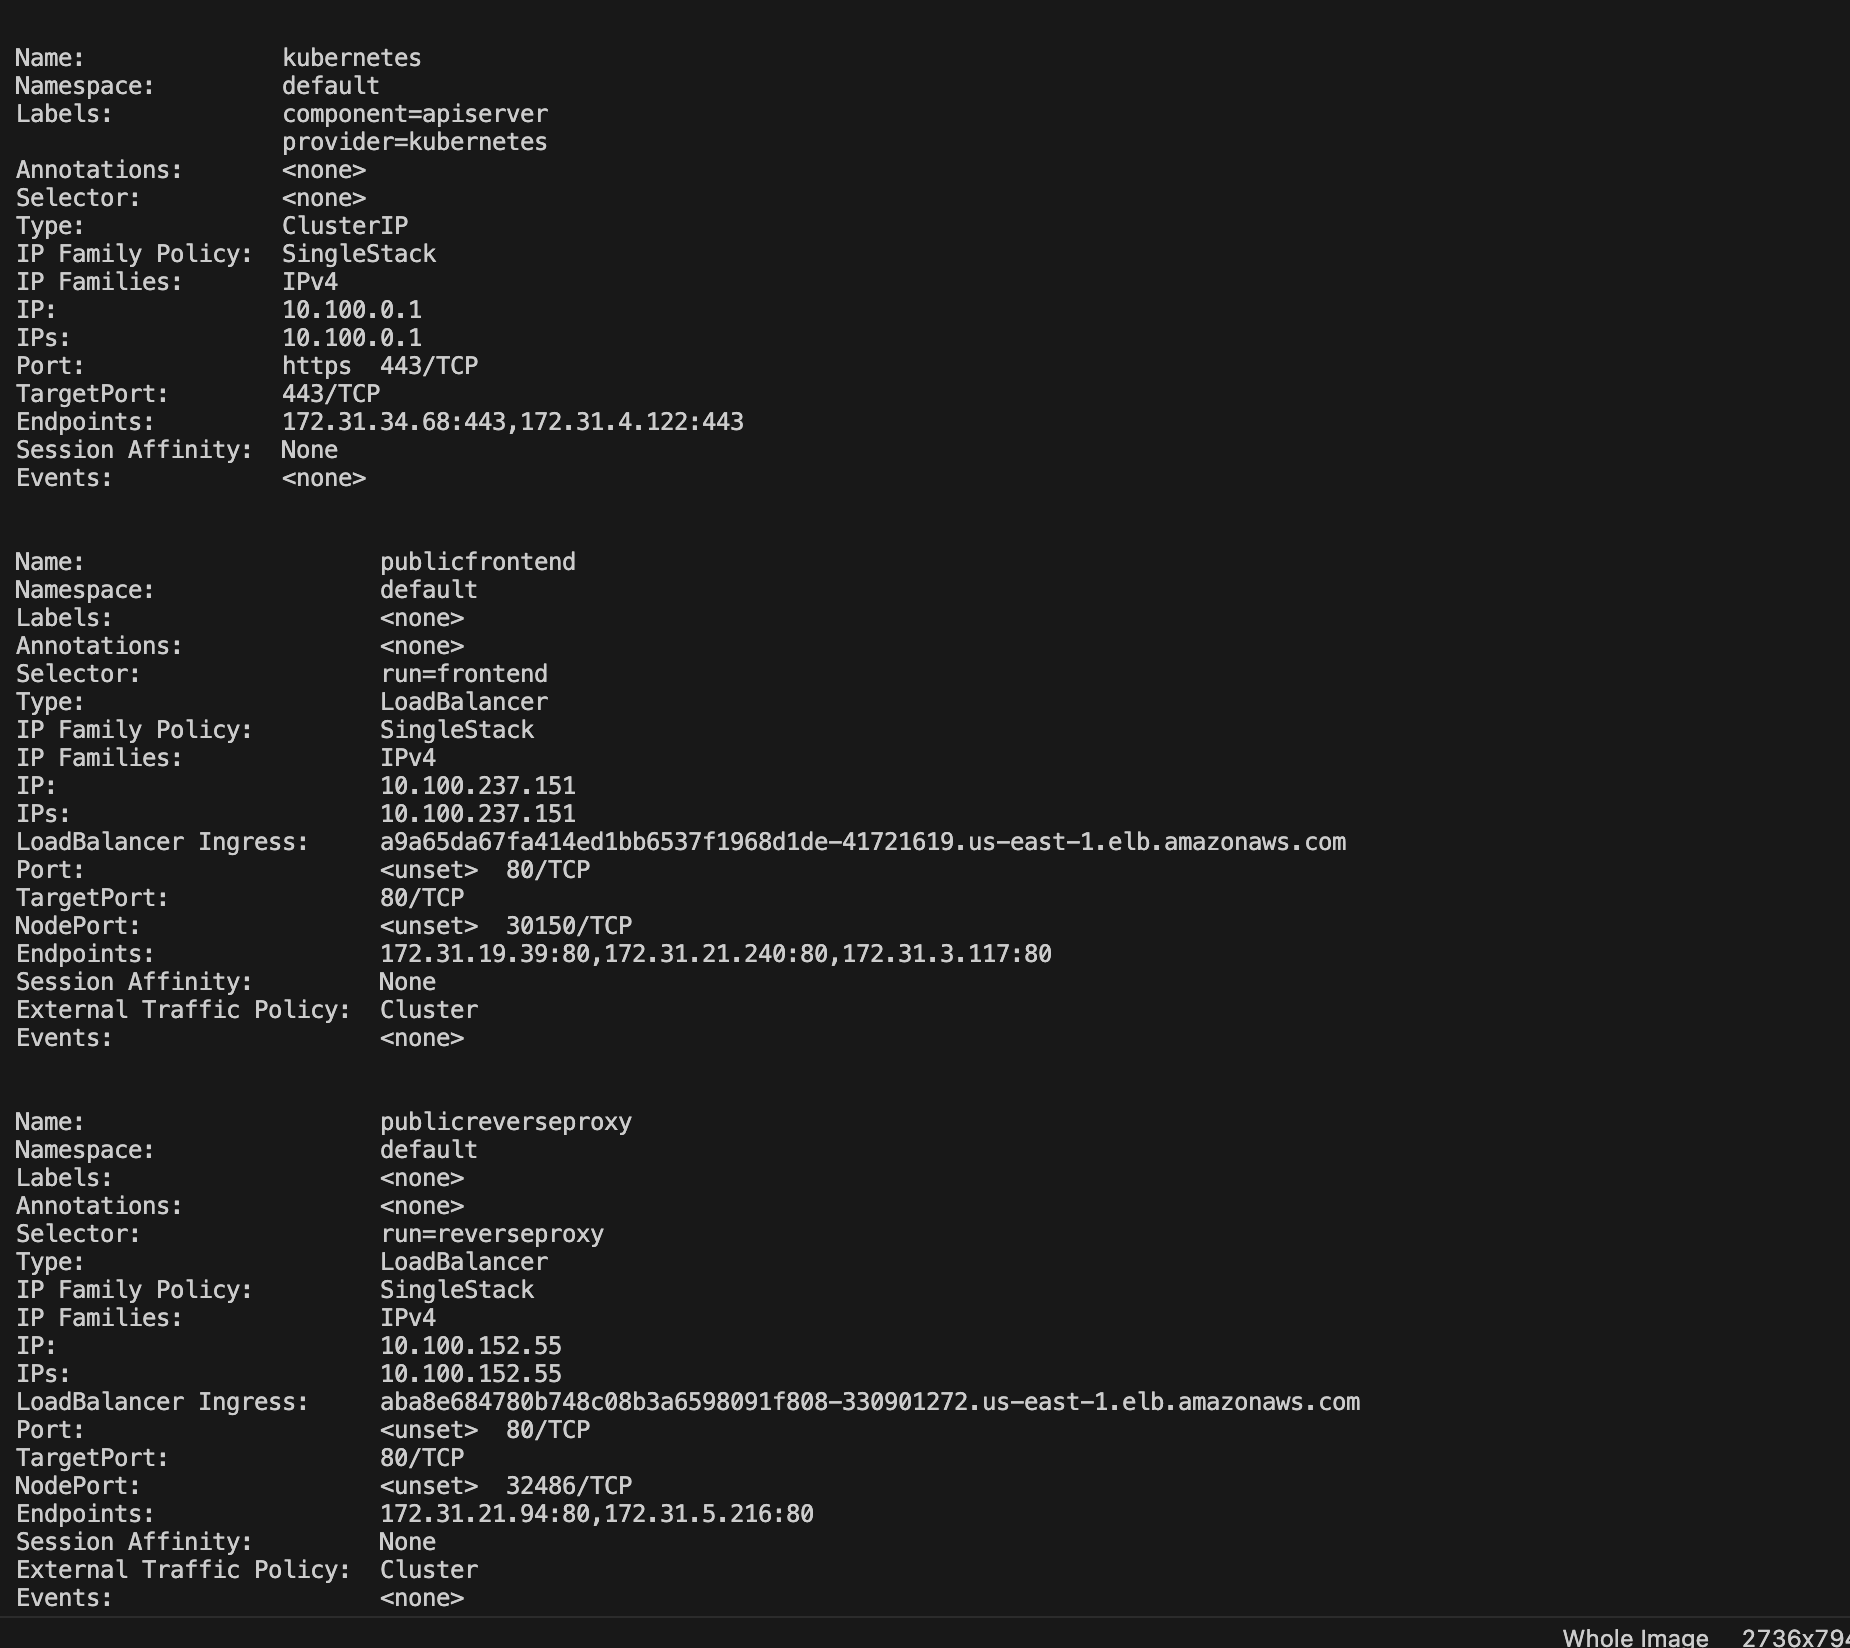 Name: kubernetes
Namespace: default
Labels: component=apiserver
provider=kubernetes
Annotations: <none>
Selector: <none>
Type: ClusterIP
IP Family Policy: SingleStack
IP Families: IPv4
IP: 10.100.0.1
IPs: 10.100.0.1
Port: https 443/TCP
TargetPort: 443/TCP
Endpoints: 172.31.34.68:443,172.31.4.122:443
Session Affinity: None
Events: <none>
Name: publicfrontend
Namespace: default
Labels: <none>
Annotations: <none>
Selector: run=frontend
Type: LoadBalancer
IP Family Policy: SingleStack
IP Families: IPv4
IP: 10.100.237.151
IPs: 10.100.237.151
LoadBalancer Ingress: a9a65da67fa414ed1bb6537f1968d1de-41721619.us-east-1.elb.amazonaws.com
Port: <unset> 80/TCP
TargetPort: 80/TCP
NodePort: <unset> 30150/TCP
Endpoints: 172.31.19.39:80,172.31.21.240:80,172.31.3.117:80
Session Affinity: None
External Traffic Policy: Cluster
Events: <none>
Name: publicreverseproxy
Namespace: default
Labels: <none>
Annotations: <none>
Selector: run=reverseproxy
Type: LoadBalancer
IP Family Policy: SingleStack
IP Families: IPv4
IP: 10.100.152.55
IPs: 10.100.152.55
LoadBalancer Ingress: aba8e684780b748c08b3a6598091f808-330901272.us-east-1.elb.amazonaws.com
Port: <unset> 80/TCP
TargetPort: 80/TCP
NodePort: <unset> 32486/TCP
Endpoints: 172.31.21.94:80,172.31.5.216:80
Session Affinity: None
External Traffic Policy: Cluster
Events: <none>
Whole Image 2736x794